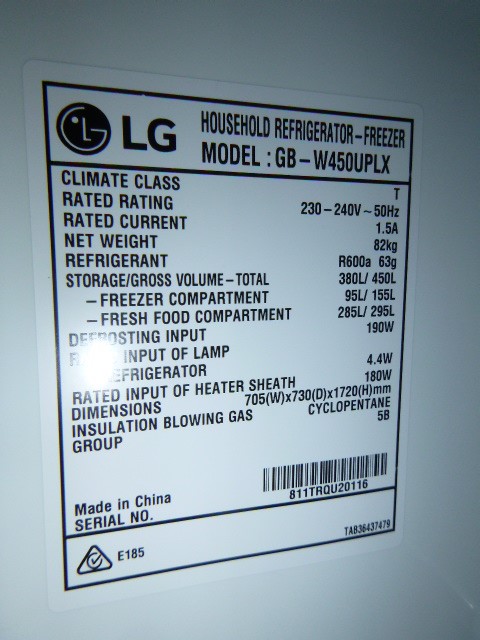 LG HOUSEHOLD REFRIGERATOR-FREEZER
MODEL : GB-W450UPLX
CLIMATE CLASS T
RATED RATING 230-240V~50Hz
RATED CURRENT 1.5A
NET WEIGHT 82kg
REFRIGERANT R600a 63g
STORAGE/GROSS VOLUME-TOTAL 380L/ 450L
-FREEZER COMPARTMENT 95L/ 155L
-FRESH FOOD COMPARTMENT 285L/ 295L
DEFROSTING INPUT 190W
INPUT OF LAMP 4.4W
REFRIGERATOR
RATED INPUT OF HEATER SHEATH 180W
DIMENSIONS 705(W)x730(D)x1720(H)mm
INSULATION BLOWING GAS CYCLOPENTANE
GROUP 5B
811TRQU20116
Made in China
SERIAL NO.
E185
TAB36437479